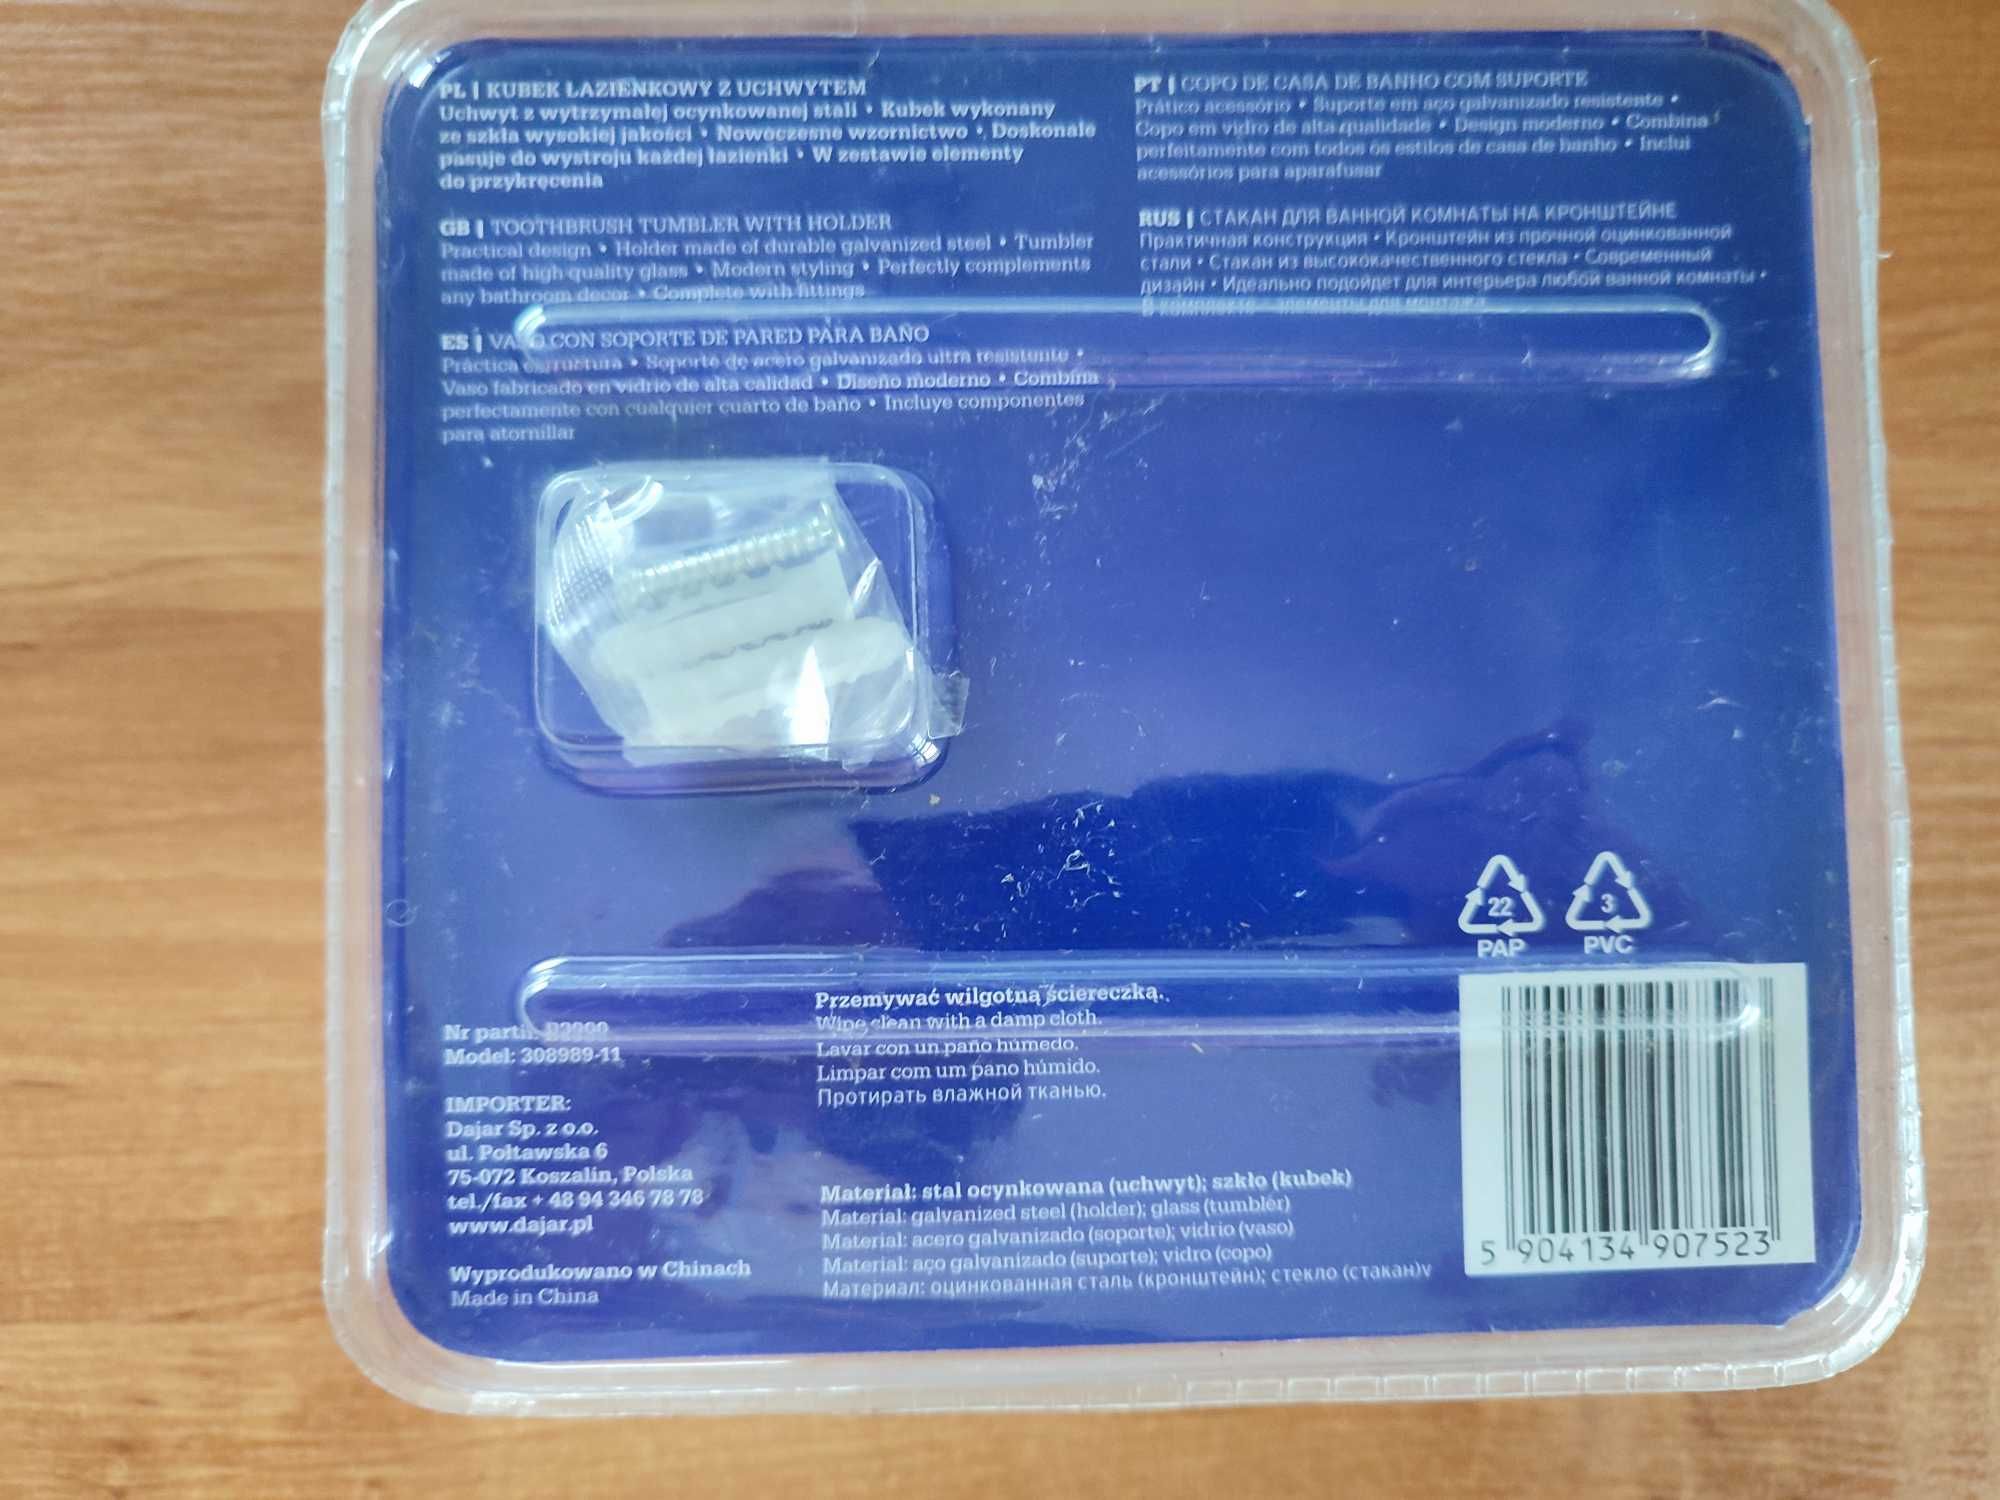 PL | KUBEK ŁAZIENKOWY Z UCHWYTEM
Uchwyt z wytrzymałej ocynkowanej stali • Kubek wykonany
ze szkła wysokiej jakości • Nowoczesne wzornictwo • Doskonale
pasuje do wystroju każdej łazienki • W zestawie elementy
do przykręcenia
GB | TOOTHBRUSH TUMBLER WITH HOLDER
Practical design • Holder made of durable galvanized steel • Tumbler
made of high quality glass • Modern styling • Perfectly complements
any bathroom decor • Complete with fittings
ES | VASO CON SOPORTE DE PARED PARA BAÑO
Práctica estructura • Soporte de acero galvanizado ultra resistente •
Vaso fabricado en vidrio de alta calidad • Diseño moderno • Combina
perfectamente con cualquier cuarto de baño • Incluye componentes
para atornillar
PT | COPO DE CASA DE BANHO COM SUPORTE
Prático acessório • Suporte em aço galvanizado resistente •
Copo em vidro de alta qualidade • Design moderno • Combina
perfeitamente com todos os estilos de casa de banho • Inclui
acessórios para aparafusar
RUS | СТАКАН ДЛЯ ВАННОЙ КОМНАТЫ НА КРОНШТЕЙНЕ
Практичная конструкция • Кронштейн из прочной оцинкованной
стали • Стакан из высококачественного стекла • Современный
дизайн • Идеально подойдет для интерьера любой ванной комнаты •
В комплекте – элементы для монтажа
22 3
PAP PVC
Nr partii:
Model: 308989-11
IMPORTER:
Dajar Sp. z o.o.
ul. Połtawska 6
75-072 Koszalin, Polska
tel./fax + 48 94 346 78 78
www.dajar.pl
Wyprodukowano w Chinach
Made in China
Przemywać wilgotną ściereczką.
Wipe clean with a damp cloth.
Lavar con un paño húmedo.
Limpar com um pano húmido.
Протирать влажной тканью.
Materiał: stal ocynkowana (uchwyt); szkło (kubek)
Material: galvanized steel (holder); glass (tumbler)
Material: acero galvanizado (soporte); vidrio (vaso)
Material: aço galvanizado (suporte); vidro (copo)
Материал: оцинкованная сталь (кронштейн); стекло (стакан)v
5 904134 907523